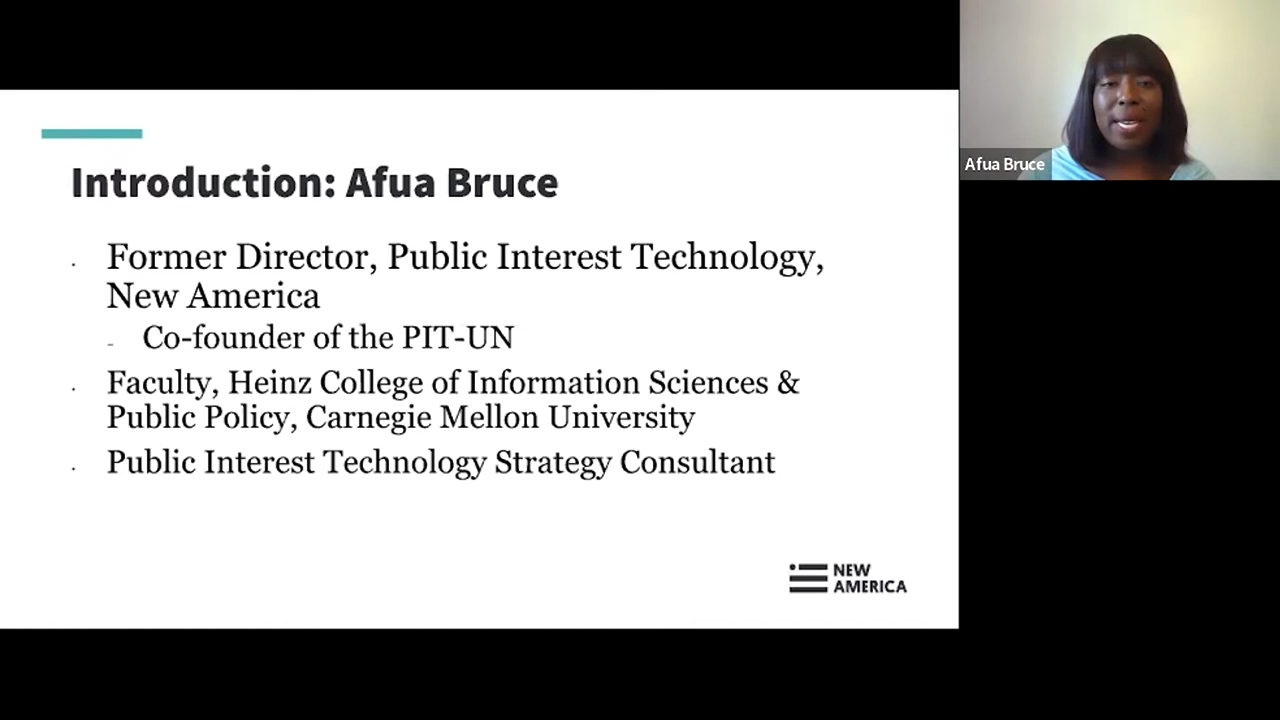 Introduction: Afua Bruce
· Former Director, Public Interest Technology,
New America
- Co-founder of the PIT-UN
· Faculty, Heinz College of Information Sciences &
Public Policy, Carnegie Mellon University
· Public Interest Technology Strategy Consultant
NEW
AMERICA
Afua Bruce